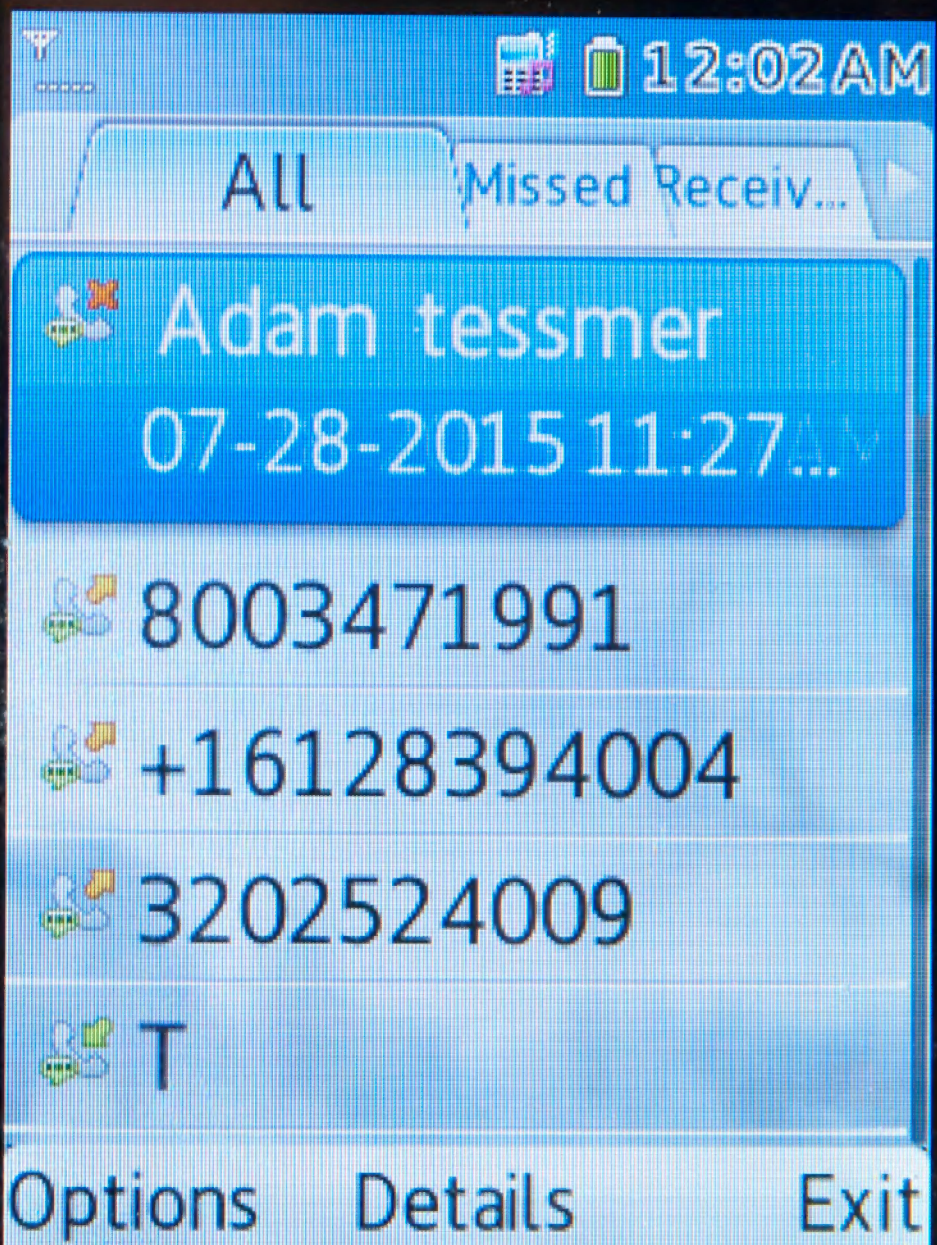 12:02AM
All Missed Receiv...
Adam tessmer
07-28-2015 11:27...
8003471991
+16128394004
3202524009
T
Options Details Exit